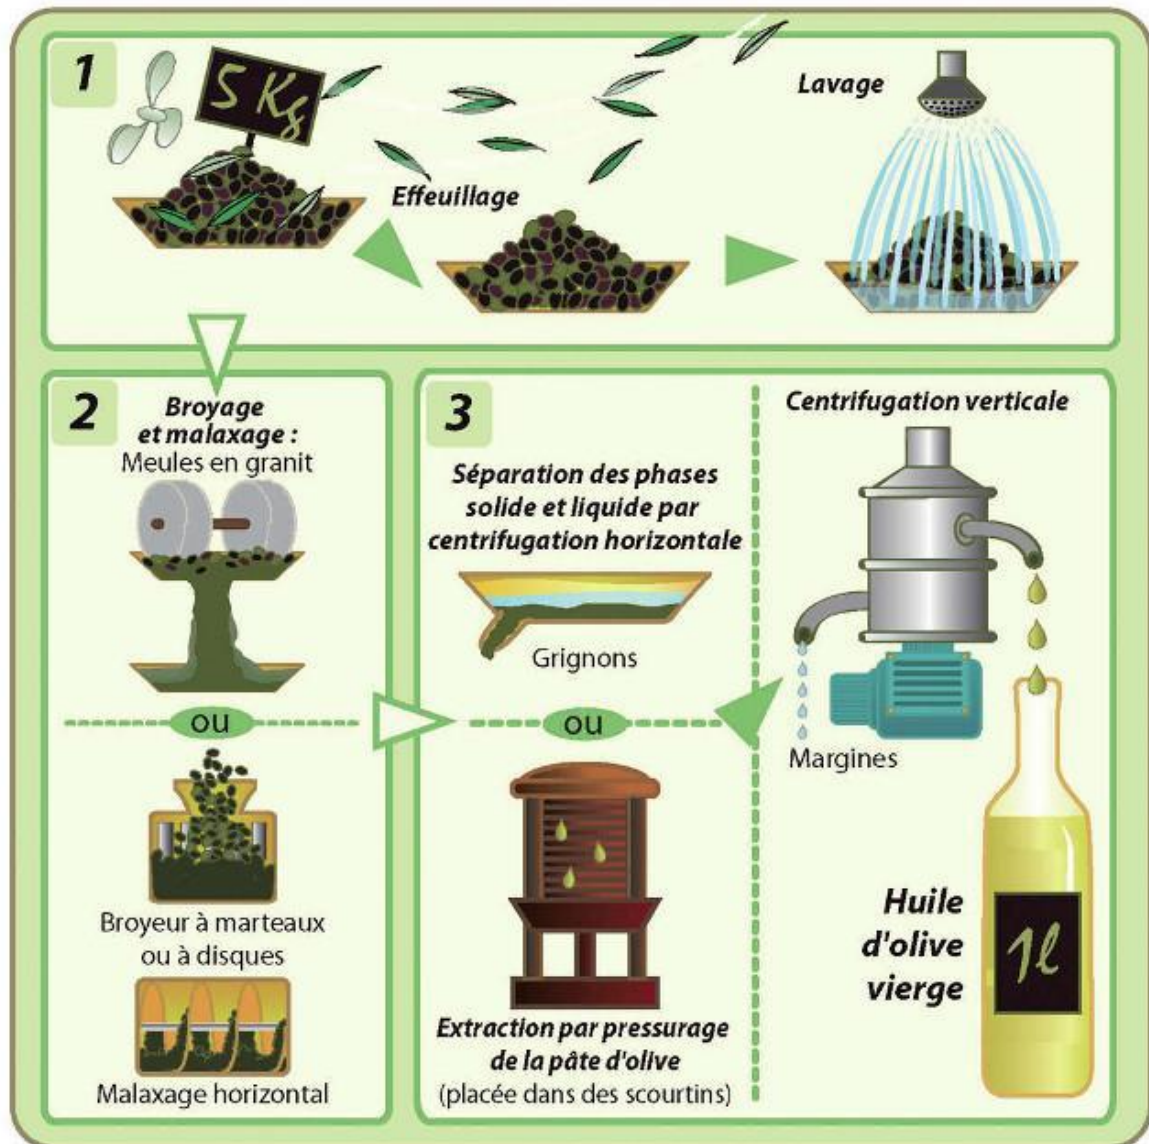 1
5 Kg
Effeuillage
Lavage
2
Broyage
et malaxage :
Meules en granit
ou
Broyeur à marteaux
ou à disques
Malaxage horizontal
3
Séparation des phases
solide et liquide par
centrifugation horizontale
Grignons
ou
Extraction par pressurage
de la pâte d'olive
(placée dans des scourtins)
Centrifugation verticale
Margines
Huile
d'olive
vierge
1l